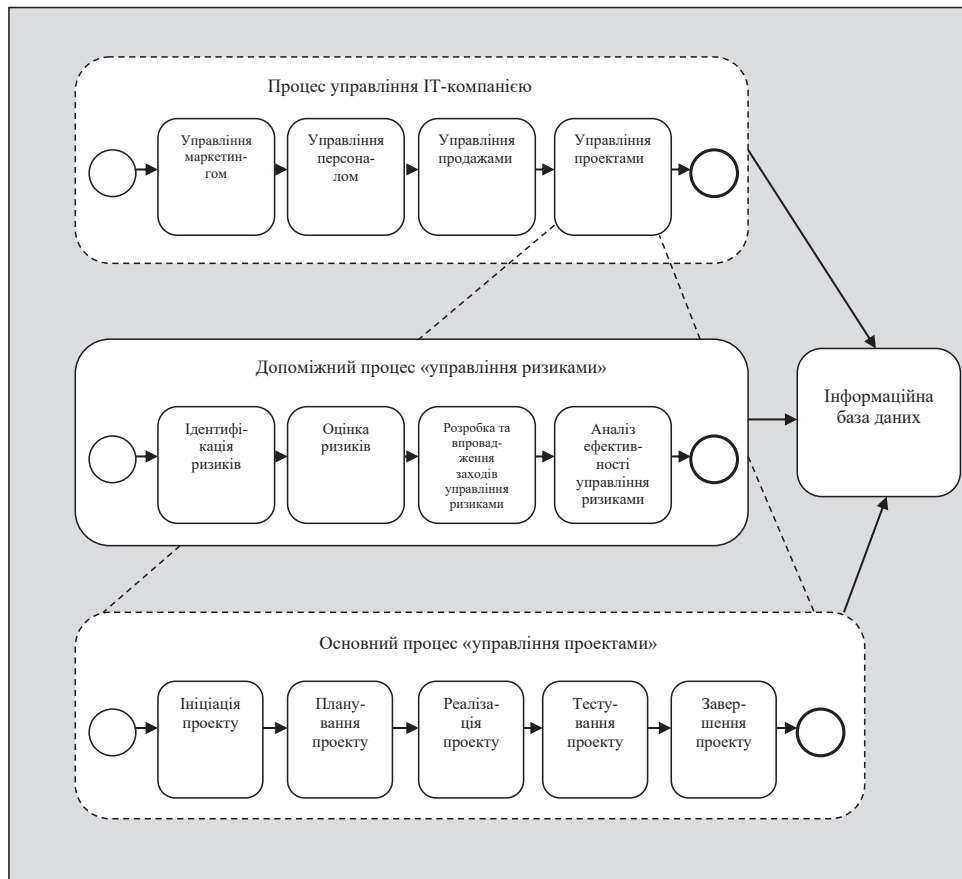 Процес управління ІТ-компанією
Управління
маркетин-
гом
Управління
персона-
лом
Управління
продажами
Управління
проектами
Допоміжний процес «управління ризиками»
Ідентифі-
кація
ризиків
Оцінка
ризиків
Розробка та
впровад-
ження
заходів
управління
ризиками
Аналіз
ефектив-
ності
управління
ризиками
Інформаційна
база даних
Основний процес «управління проектами»
Ініціація
проекту
Плану-
вання
проекту
Реаліза-
ція
проекту
Тесту-
вання
проекту
Завер-
шення
проекту